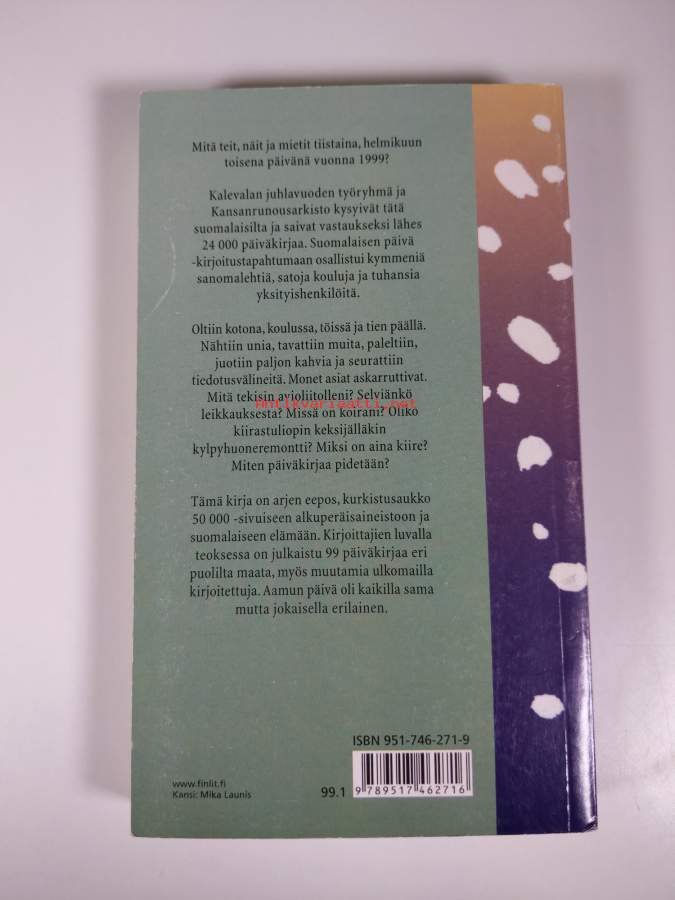 Mitä teit, näit ja mietit tiistaina, helmikuun
toisena päivänä vuonna 1999?
Kalevalan juhlavuoden työryhmä ja
Kansanrunousarkisto kysyivät tätä
suomalaisilta ja saivat vastaukseksi lähes
24 000 päiväkirjaa. Suomalaisen päivä
-kirjoitustapahtumaan osallistui kymmeniä
sanomalehtiä, satoja kouluja ja tuhansia
yksityishenkilöitä.
Oltiin kotona, koulussa, töissä ja tien päällä.
Nähtiin unia, tavattiin muita, paleltiin,
juotiin paljon kahvia ja seurattiin
tiedotusvälineitä. Monet asiat askarruttivat.
Mitä tekisin avioliitolleni? Selviänkö
antikvariaatti.net
leikkauksesta? Missä on koirani? Oliko
kiirastuliopin keksijälläkin
kylpyhuoneremontti? Miksi on aina kiire?
Miten päiväkirjaa pidetään?
Tämä kirja on arjen eepos, kurkistusaukko
50 000 -sivuiseen alkuperäisaineistoon ja
suomalaiseen elämään. Kirjoittajien luvalla
teoksessa on julkaistu 99 päiväkirjaa eri
puolilta maata, myös muutamia ulkomailla
kirjoitettuja. Aamun päivä oli kaikilla sama
mutta jokaisella erilainen.
ISBN 951-746-271-9
www.finlit.fi
Kansi: Mika Launis
99.1
9 789517 462716